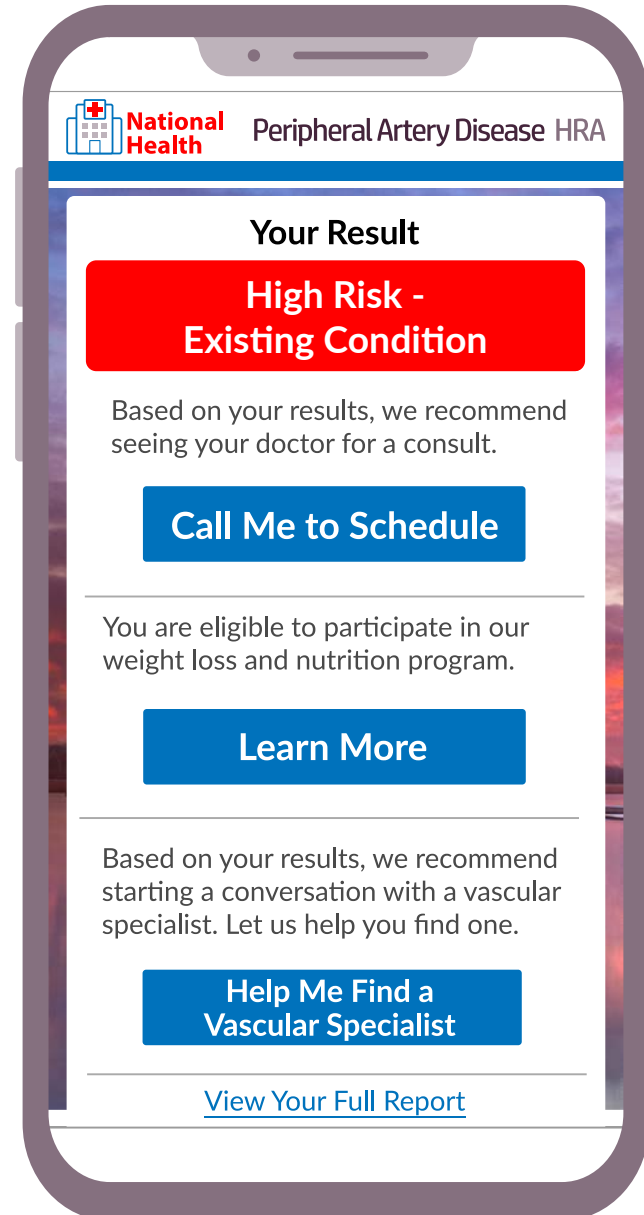 National
Health
Peripheral Artery Disease HRA
Your Result
High Risk -
Existing Condition
Based on your results, we recommend
seeing your doctor for a consult.
Call Me to Schedule
You are eligible to participate in our
weight loss and nutrition program.
Learn More
Based on your results, we recommend
starting a conversation with a vascular
specialist. Let us help you find one.
Help Me Find a
Vascular Specialist
View Your Full Report